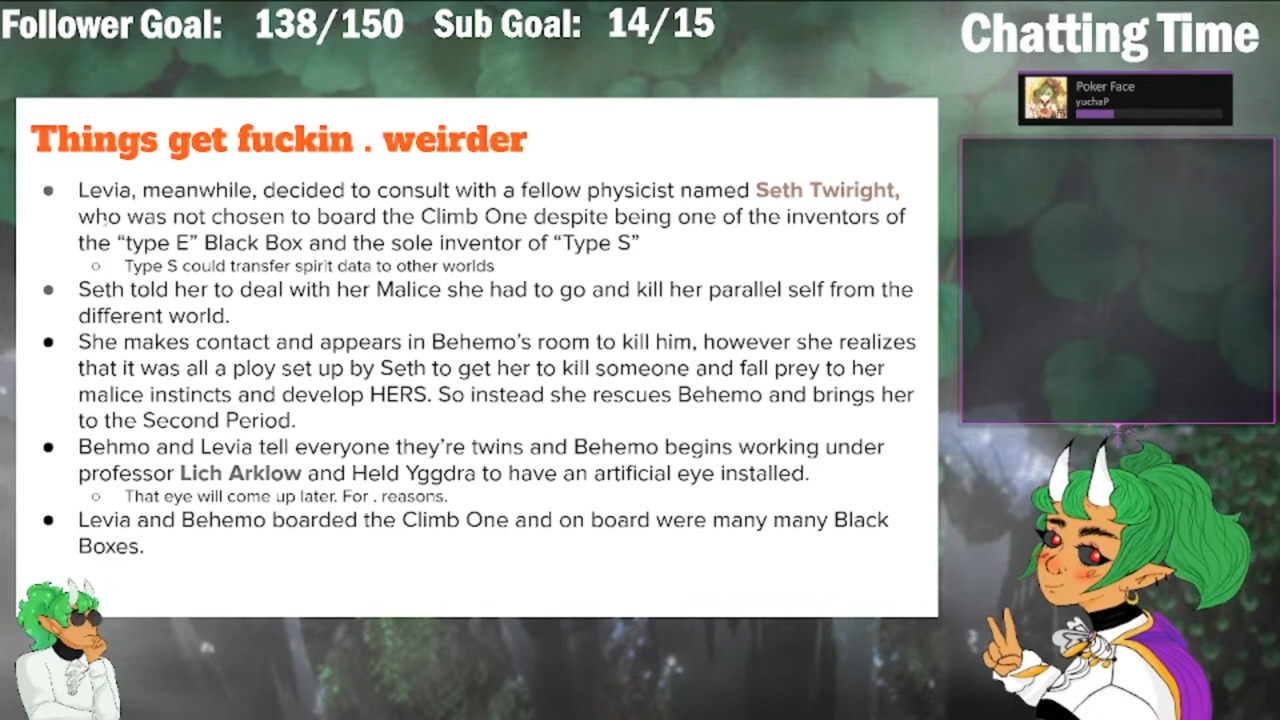 Follower Goal: 138/150 Sub Goal: 14/15
Chatting Time
Poker Face
yuchaP
Things get fuckin . weirder
Levia, meanwhile, decided to consult with a fellow physicist named Seth Twiright,
who was not chosen to board the Climb One despite being one of the inventors of
the “type E” Black Box and the sole inventor of “Type S”
Type S could transfer spirit data to other worlds
Seth told her to deal with her Malice she had to go and kill her parallel self from the
different world.
She makes contact and appears in Behemo’s room to kill him, however she realizes
that it was all a ploy set up by Seth to get her to kill someone and fall prey to her
malice instincts and develop HERS. So instead she rescues Behemo and brings her
to the Second Period.
Behmo and Levia tell everyone they’re twins and Behemo begins working under
professor Lich Arklow and Held Yggdra to have an artificial eye installed.
That eye will come up later. For . reasons.
Levia and Behemo boarded the Climb One and on board were many many Black
Boxes.